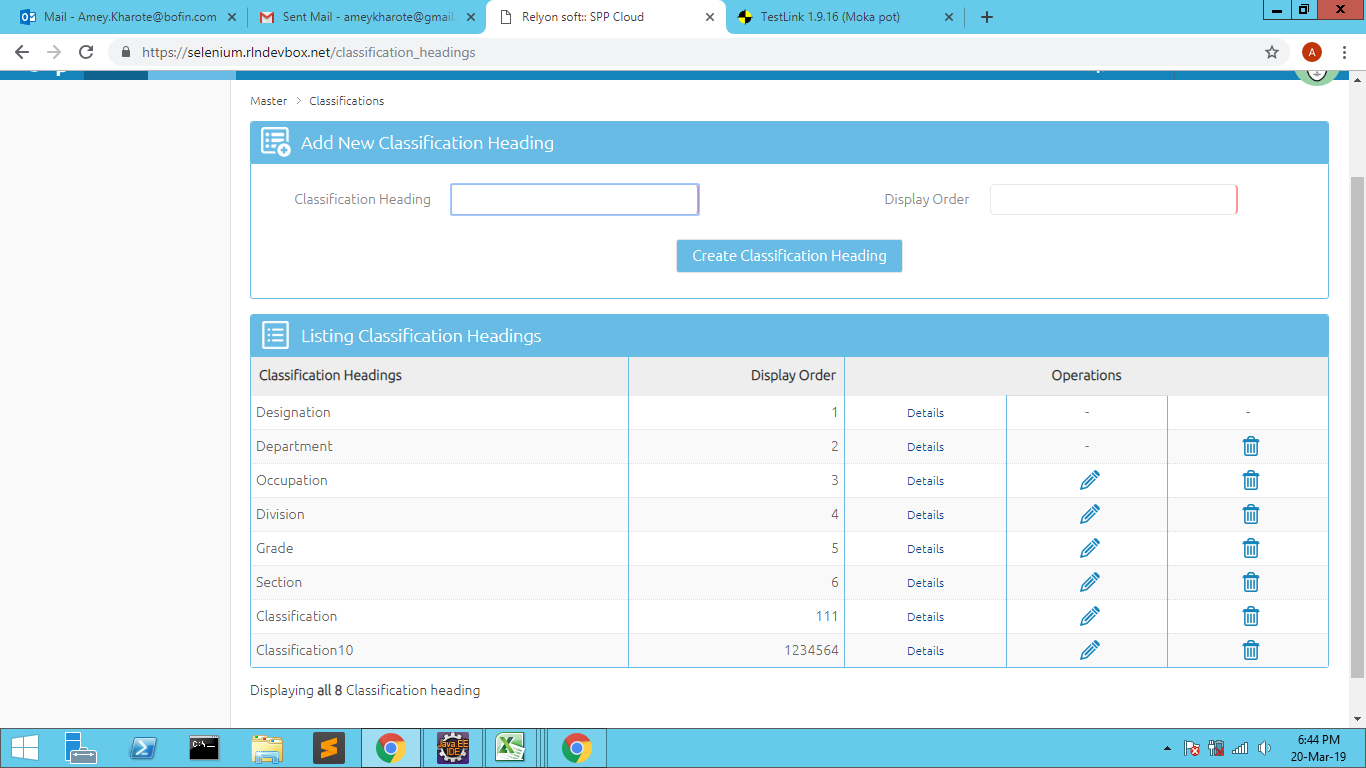 Mail - Amey.Kharote@bofin.com
Sent Mail - ameykharote@gmail.
Relyon soft:: SPP Cloud
TestLink 1.9.16 (Moka pot)
https://selenium.rlndevbox.net/classification_headings
A
Master > Classifications
Add New Classification Heading
Classification Heading
Display Order
Create Classification Heading
Listing Classification Headings
Classification Headings Display Order Operations
Designation 1 Details - -
Department 2 Details -
Occupation 3 Details
Division 4 Details
Grade 5 Details
Section 6 Details
Classification 111 Details
Classification10 1234564 Details
Displaying all 8 Classification heading
Java EE
IDE
6:44 PM
20-Mar-19